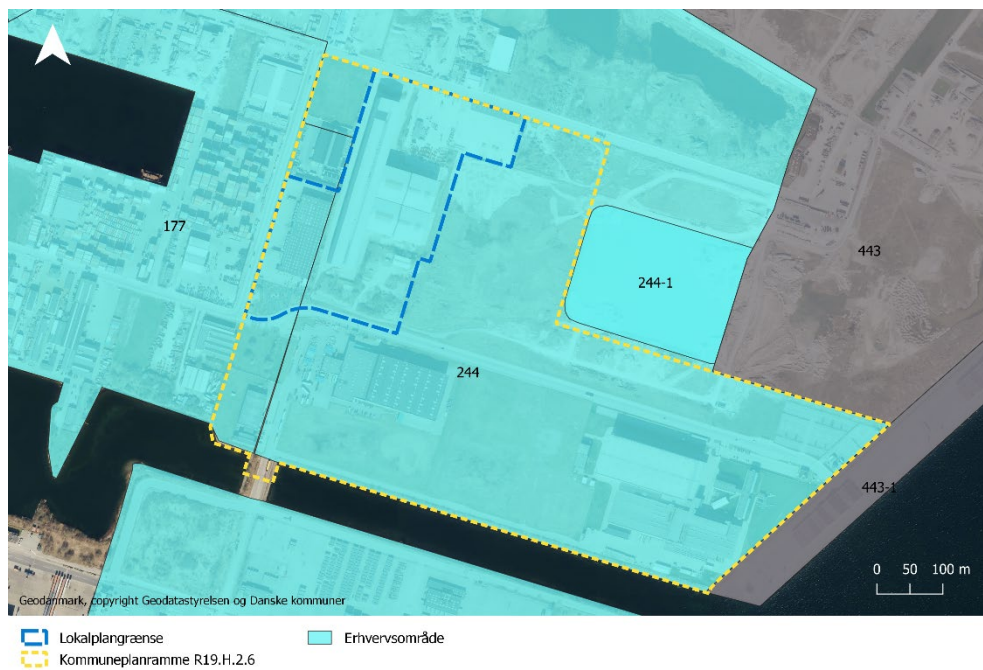 177
443
244-1
244
443-1
0 50 100 m
Geodanmark, copyright Geodatastyrelsen og Danske kommuner
Lokalplangrænse
Erhvervsområde
Kommuneplanramme R19.H.2.6